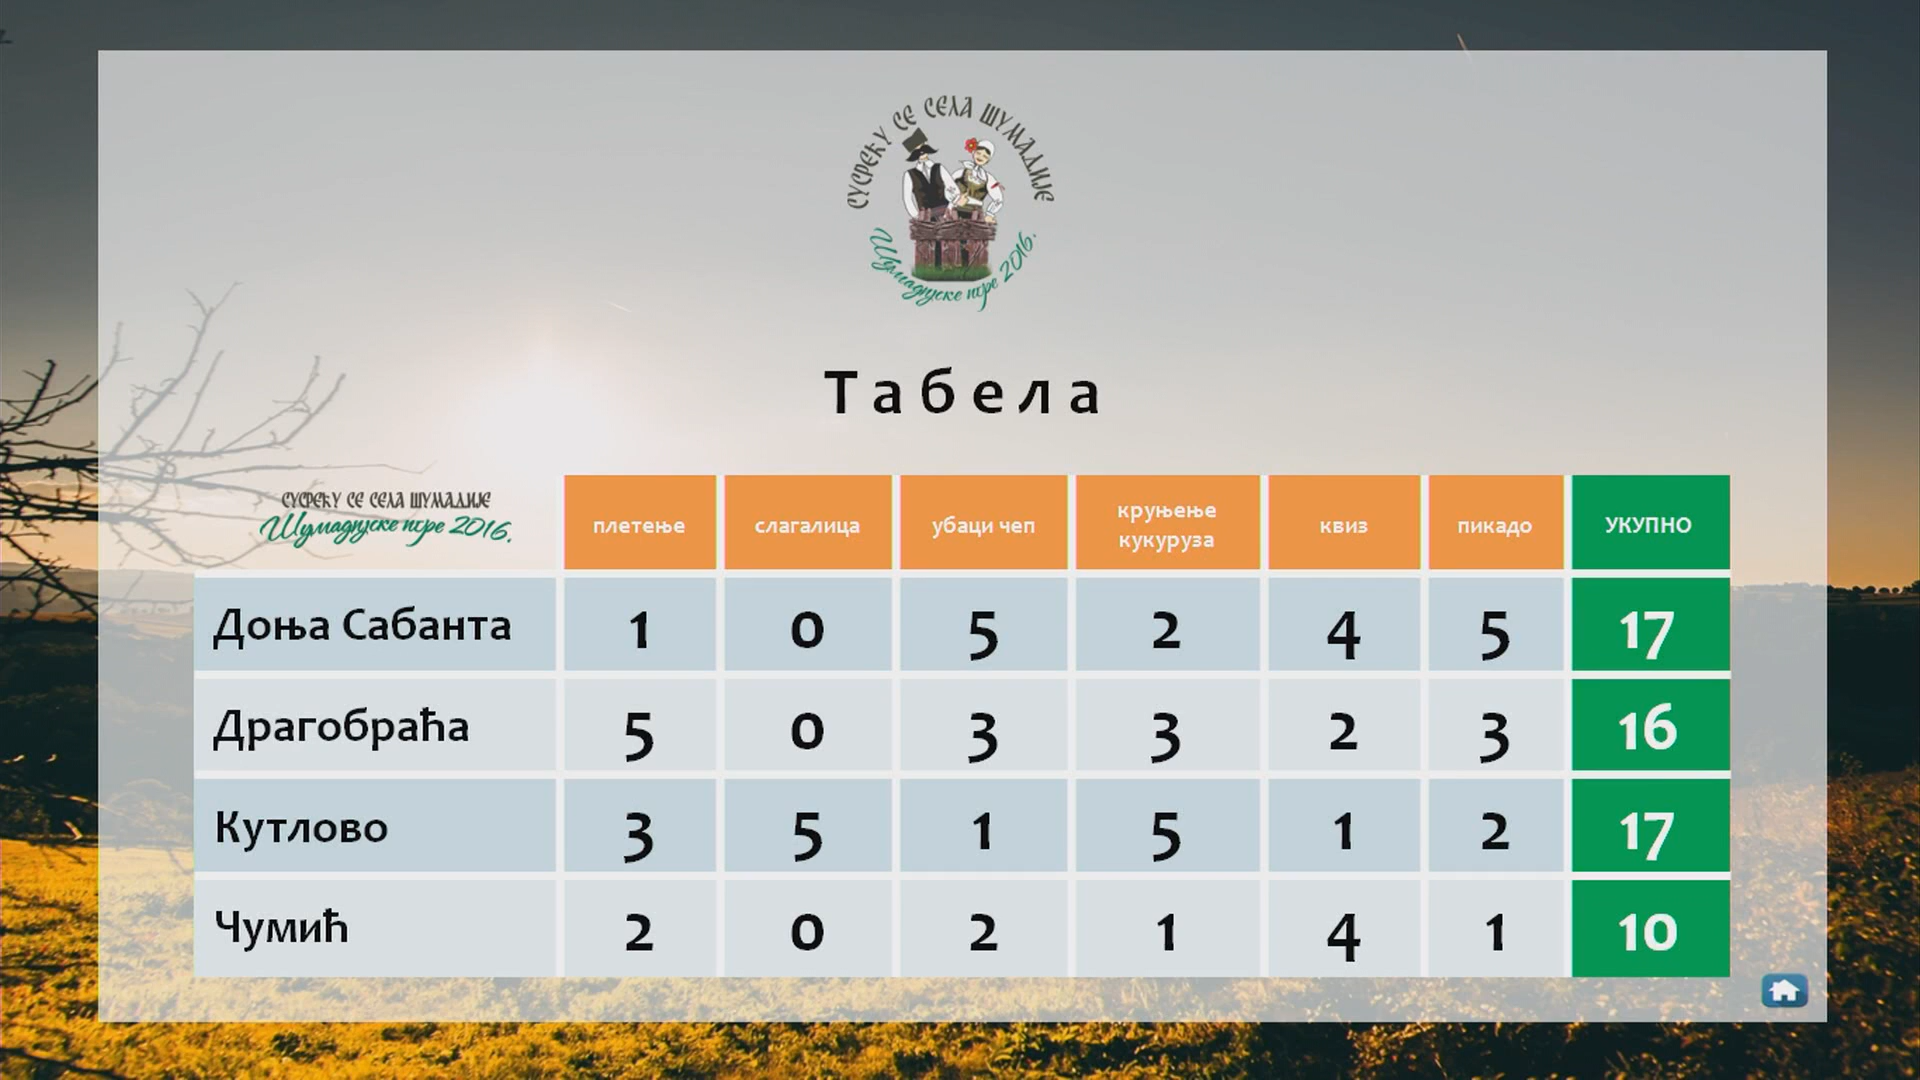 СУСРЕЋУ СЕ СЕЛА ШУМАДИЈЕ
Шумадијске игре 2016.
Табела
СУСРЕЋУ СЕ СЕЛА ШУМАДИЈЕ
Шумадијске игре 2016.
плетење слагалица убаци чеп круњење кукуруза квиз пикадо УКУПНО
Доња Сабанта 1 0 5 2 4 5 17
Драгобраћа 5 0 3 3 2 3 16
Кутлово 3 5 1 5 1 2 17
Чумић 2 0 2 1 4 1 10